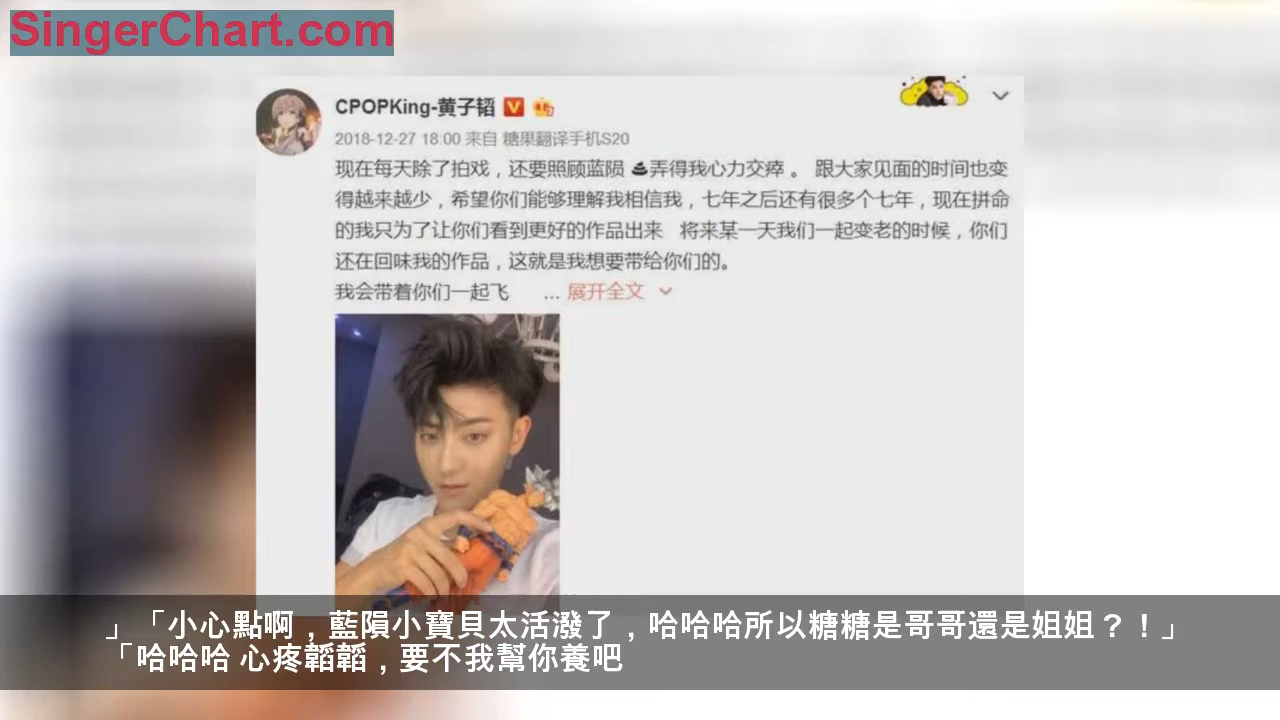 SingerChart.com
CPOPKing-黄子韬
2018-12-27 18:00 来自 糖果翻译手机S20
现在每天除了拍戏，还要照顾蓝陨 弄得我心力交瘁 。 跟大家见面的时间也变
得越来越少，希望你们能够理解我相信我，七年之后还有很多个七年，现在拼命
的我只为了让你们看到更好的作品出来 将来某一天我们一起变老的时候，你们
还在回味我的作品，这就是我想要带给你们的。
我会带着你们一起飞 ... 展开全文
」「小心點啊，藍隕小寶貝太活潑了，哈哈哈所以糖糖是哥哥還是姐姐？！」
「哈哈哈 心疼韜韜，要不我幫你養吧